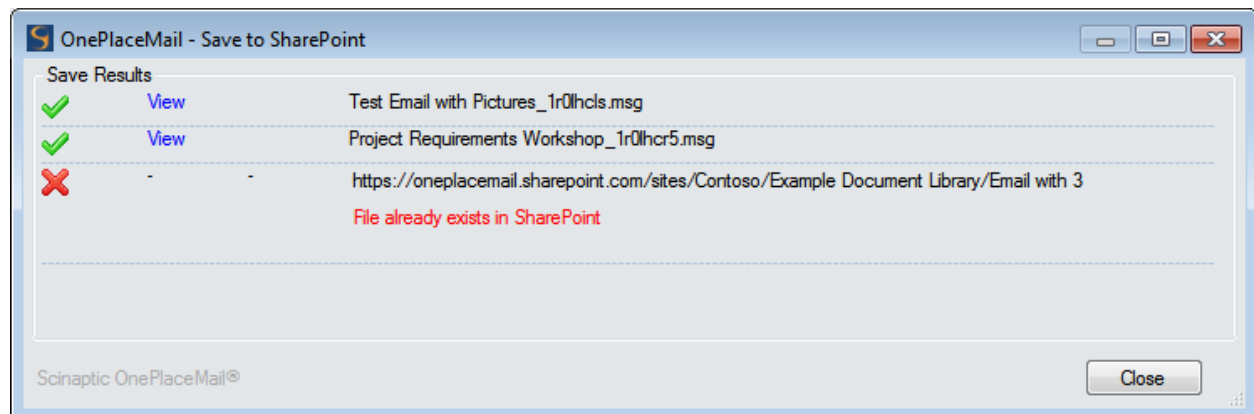 OnePlaceMail - Save to SharePoint
Save Results
View Test Email with Pictures_1r0lhcls.msg
View Project Requirements Workshop_1r0lhcr5.msg
- - https://oneplacemail.sharepoint.com/sites/Contoso/Example Document Library/Email with 3
File already exists in SharePoint
Scinaptic OnePlaceMail®
Close